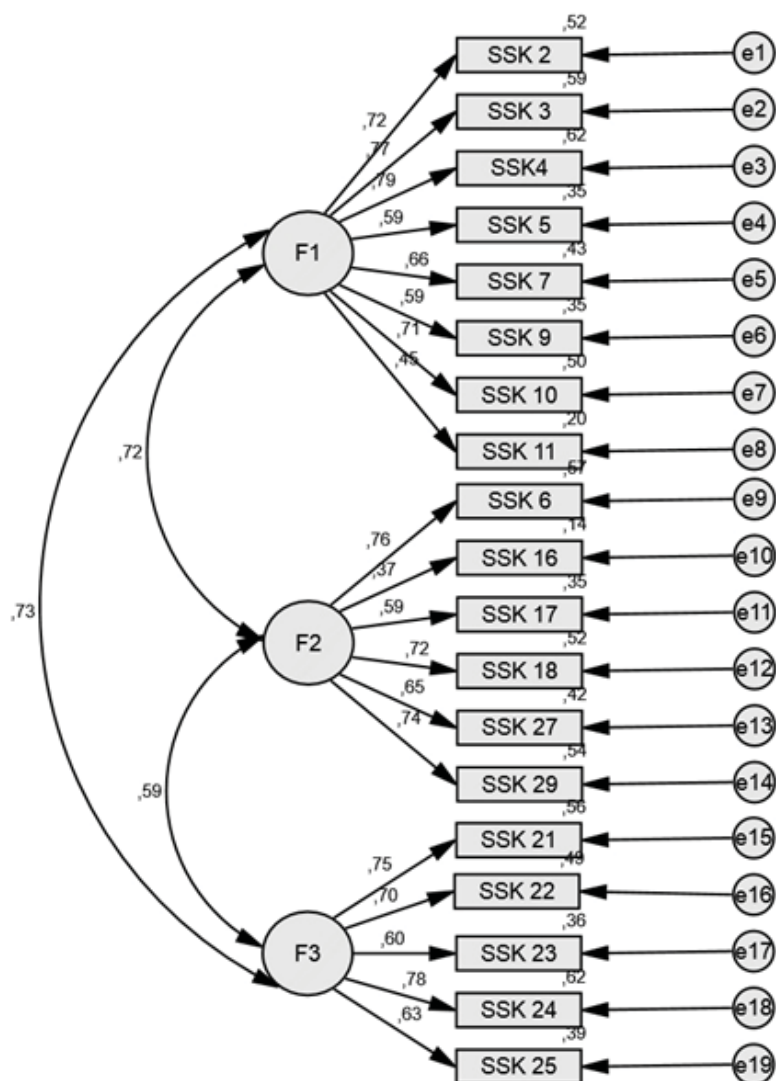 ,52
SSK 2
e1
,59
,72
SSK 3
e2
,62
,77
SSK4
e3
,79
,35
,59
SSK 5
e4
F1
,43
,66
SSK 7
e5
,35
,59
SSK 9
e6
,71
,50
,45
SSK 10
e7
,20
SSK 11
e8
,72
,57
SSK 6
e9
,14
,76
SSK 16
e10
,37
,35
,59
SSK 17
e11
,73
F2
,52
,72
SSK 18
e12
,65
,42
SSK 27
e13
,74
,54
SSK 29
e14
,59
,56
SSK 21
e15
,75
,49
,70
SSK 22
e16
,36
F3
,60
SSK 23
e17
,62
,78
SSK 24
e18
,63
,39
SSK 25
e19